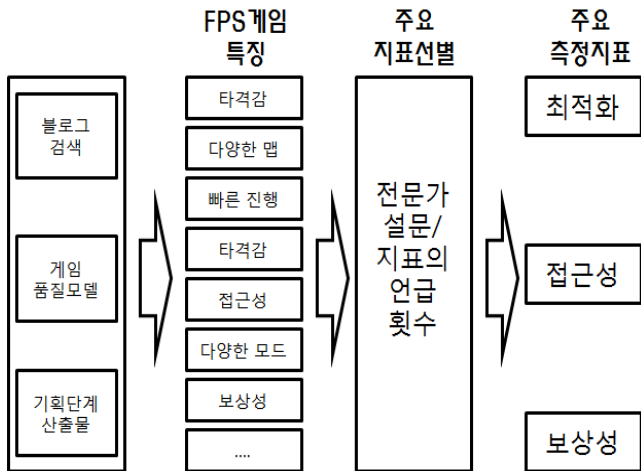 FPS게임
특징
주요
지표선별
주요
측정지표
블로그
검색
게임
품질모델
기획단계
산출물
타격감
다양한 맵
빠른 진행
타격감
접근성
다양한 모드
보상성
....
전문가
설문/
지표의
언급
횟수
최적화
접근성
보상성